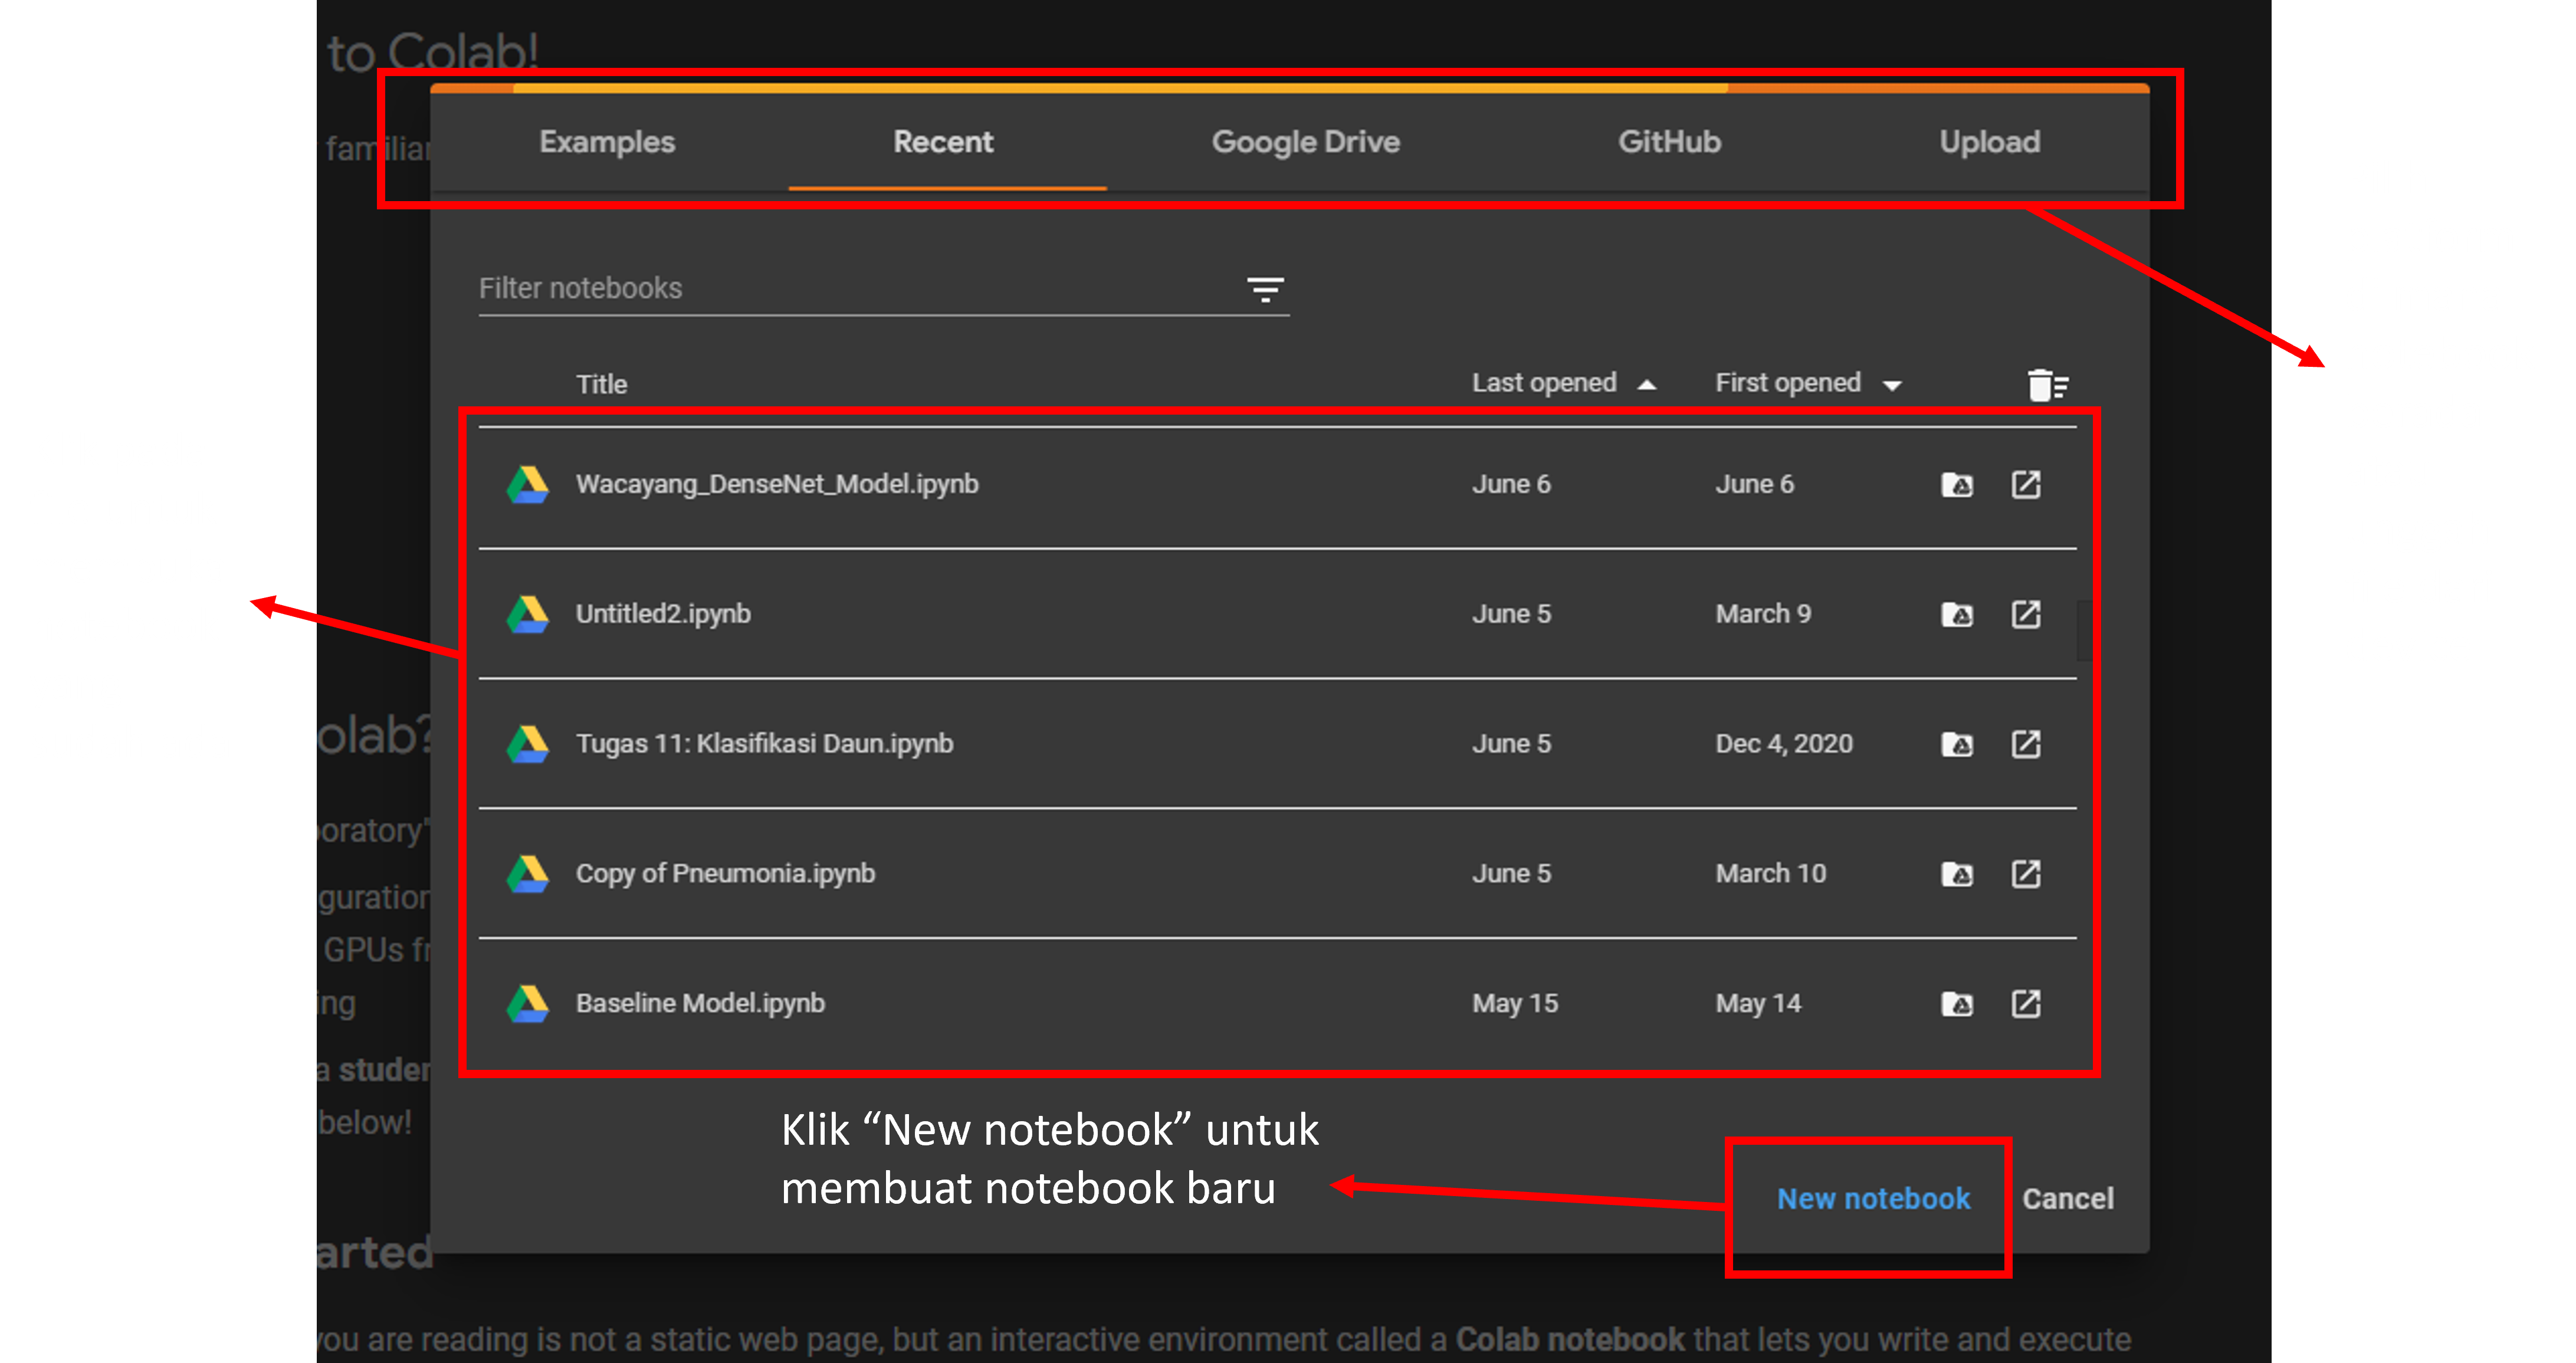 to Colab!
familiar
Examples Recent Google Drive GitHub Upload
Filter notebooks
Title Last opened First opened
Wacayang_DenseNet_Model.ipynb June 6 June 6
Untitled2.ipynb June 5 March 9
Tugas 11: Klasifikasi Daun.ipynb June 5 Dec 4, 2020
olab?
Copy of Pneumonia.ipynb June 5 March 10
oratory"
guration
GPUs fr
Baseline Model.ipynb May 15 May 14
ing
a studen
below!
Klik “New notebook” untuk
membuat notebook baru
New notebook Cancel
arted
you are reading is not a static web page, but an interactive environment called a Colab notebook that lets you write and execute